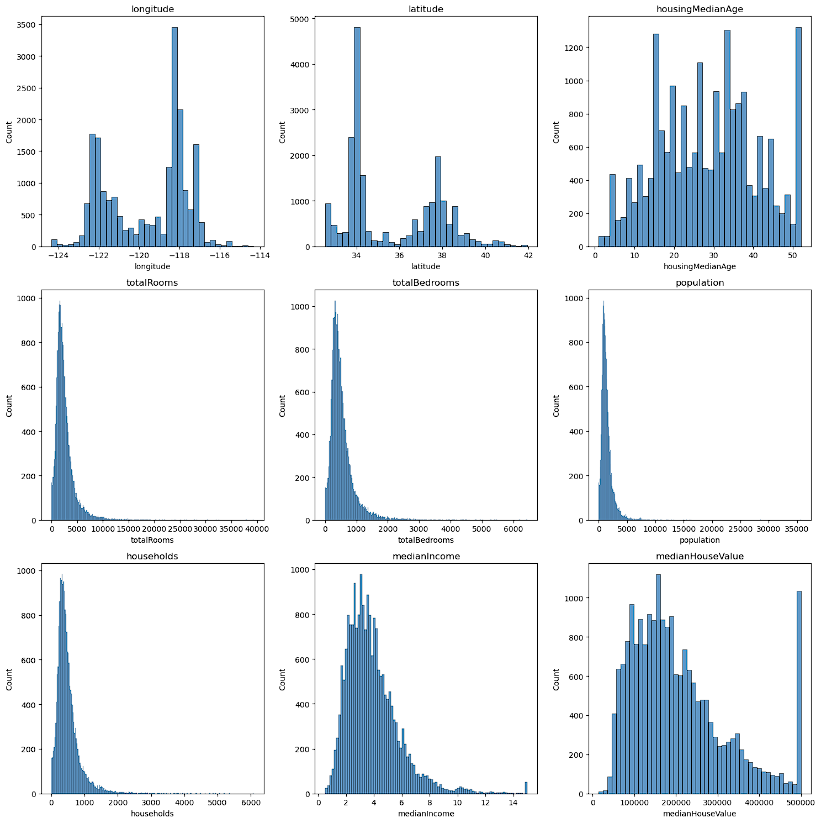 longitude
latitude
housingMedianAge
3500
3000
2500
2000
1500
1000
500
0
Count
−124 −122 −120 −118 −116 −114
longitude
5000
4000
3000
2000
1000
0
Count
34 36 38 40 42
latitude
1200
1000
800
600
400
200
0
Count
0 10 20 30 40 50
housingMedianAge
totalRooms
totalBedrooms
population
1000
800
600
400
200
0
Count
0 5000 10000 15000 20000 25000 30000 35000 40000
totalRooms
1000
800
600
400
200
0
Count
0 1000 2000 3000 4000 5000 6000
totalBedrooms
1000
800
600
400
200
0
Count
0 5000 10000 15000 20000 25000 30000 35000
population
households
medianIncome
medianHouseValue
1000
800
600
400
200
0
Count
0 1000 2000 3000 4000 5000 6000
households
1000
800
600
400
200
0
Count
0 2 4 6 8 10 12 14
medianIncome
1000
800
600
400
200
0
Count
0 100000 200000 300000 400000 500000
medianHouseValue